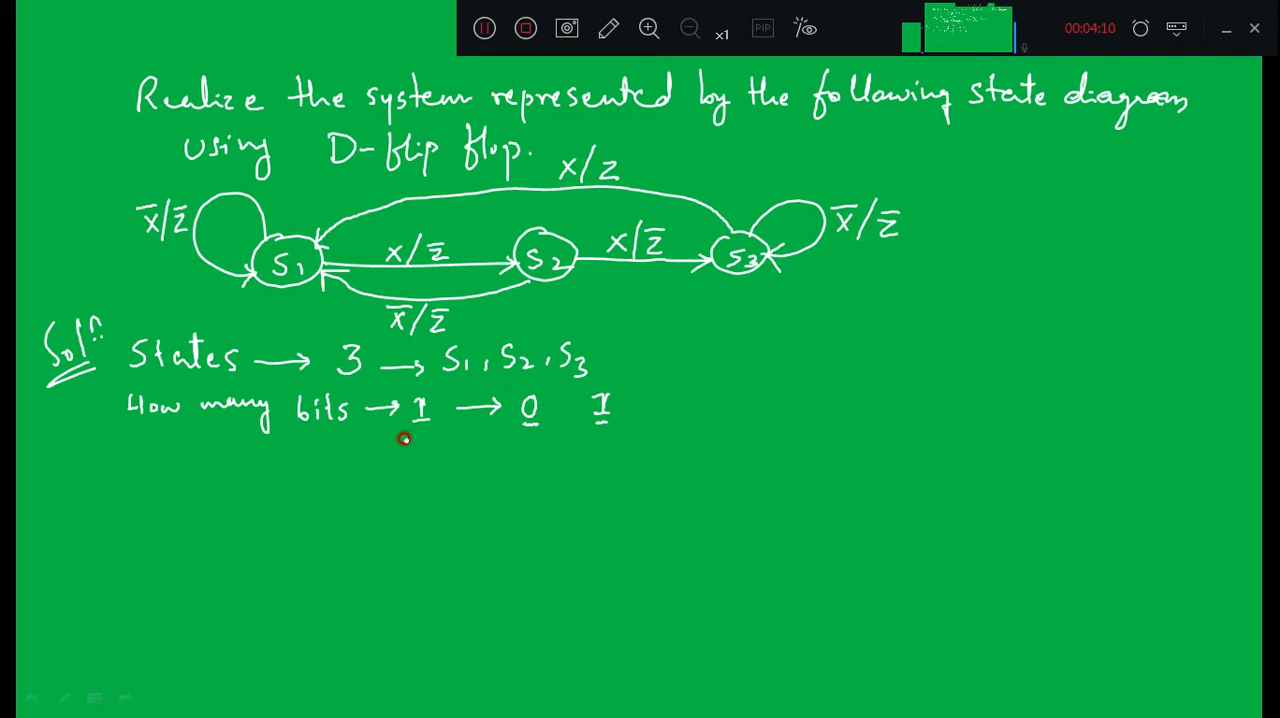 x1 PIP 00:04:10
Realize the system represented by the following state diagram
using D-flip flop.
X/Z
X̅/Z̅
X̅/Z̅
S1 X/Z̅ S2 X/Z̅ S3
X̅/Z̅
Solⁿ:
States → 3 → S1, S2, S3
How many bits → 1 → 0 1